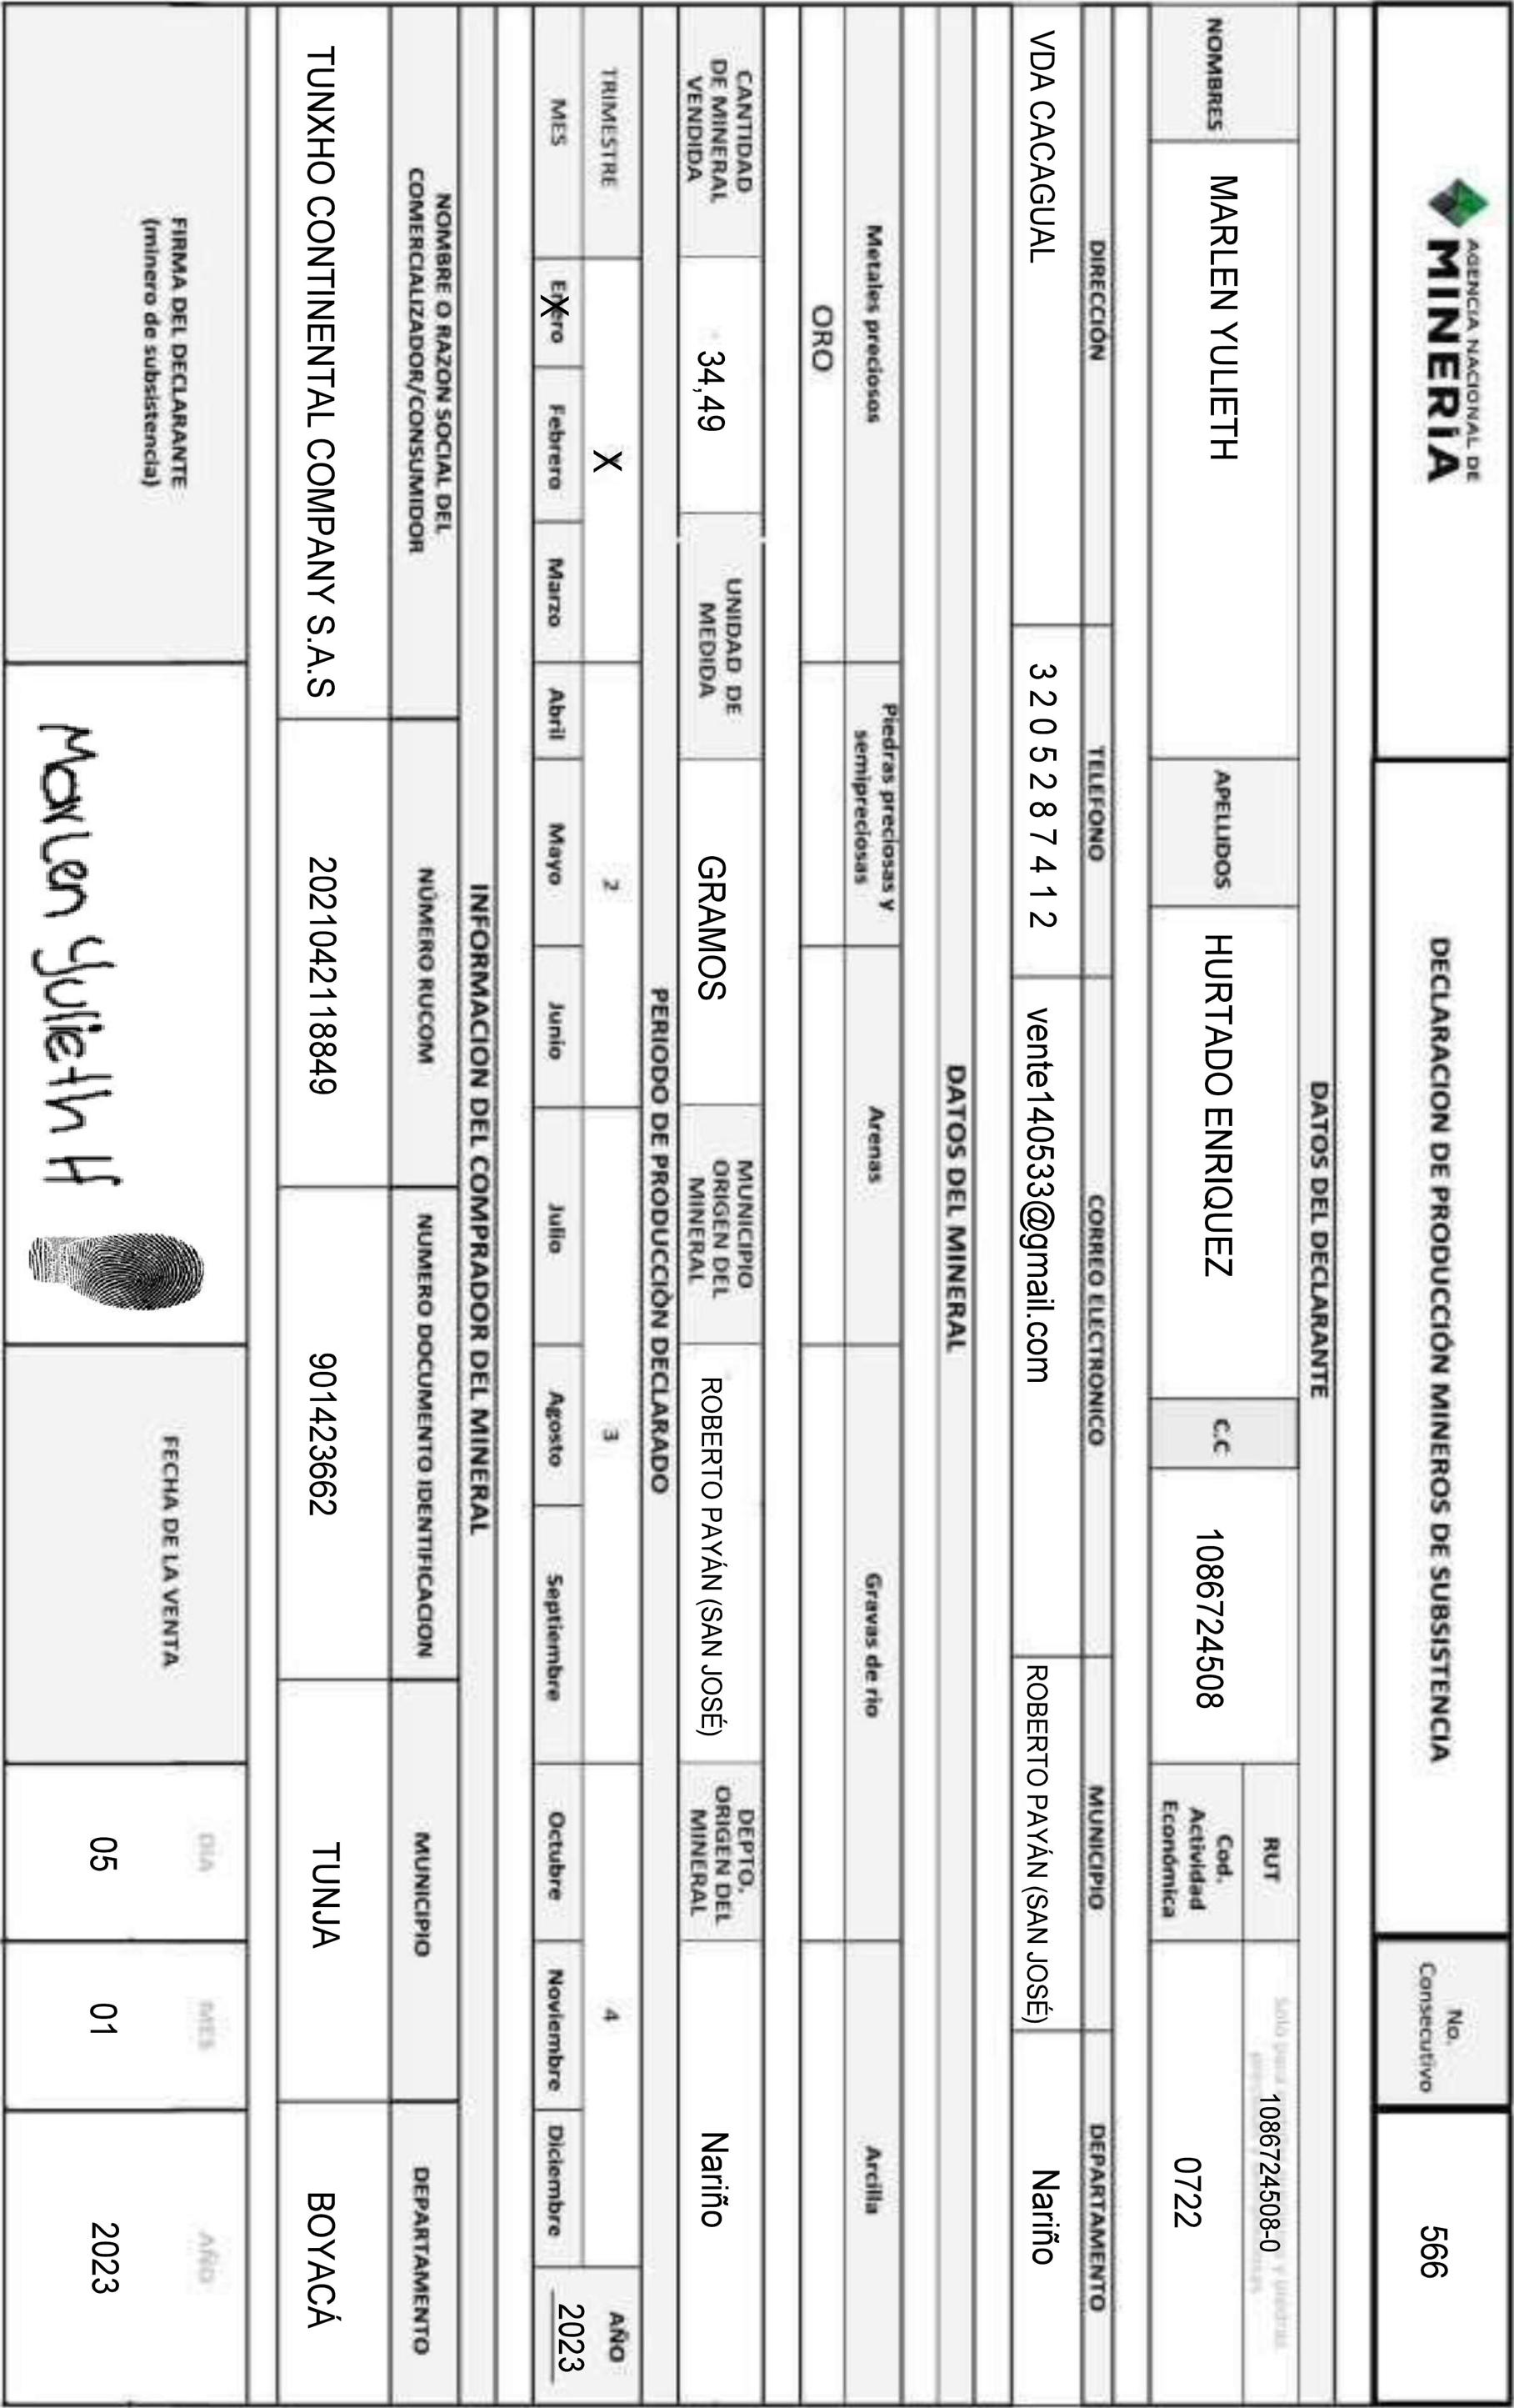 AGENCIA NACIONAL DE
MINERÍA
DECLARACION DE PRODUCCIÓN MINEROS DE SUBSISTENCIA
No.
Consecutivo
566
DATOS DEL DECLARANTE
NOMBRES
MARLEN YULIETH
APELLIDOS
HURTADO ENRIQUEZ
C.C
1086724508
RUT
1086724508-0
Cod.
Actividad
Económica
0722
DIRECCIÓN
TELEFONO
CORREO ELECTRONICO
MUNICIPIO
DEPARTAMENTO
VDA CACAGUAL
3 2 0 5 2 8 7 4 1 2
vente140533@gmail.com
ROBERTO PAYÁN (SAN JOSÉ)
Nariño
DATOS DEL MINERAL
Metales preciosos
Piedras preciosas y
semipreciosas
Arenas
Gravas de rio
Arcilla
ORO
CANTIDAD
DE MINERAL
VENDIDA
34,49
UNIDAD DE
MEDIDA
GRAMOS
MUNICIPIO
ORIGEN DEL
MINERAL
ROBERTO PAYÁN (SAN JOSÉ)
DEPTO.
ORIGEN DEL
MINERAL
Nariño
PERIODO DE PRODUCCIÒN DECLARADO
TRIMESTRE
X
2
3
4
AÑO
MES
Enero
X
Febrero
Marzo
Abril
Mayo
Junio
Julio
Agosto
Septiembre
Octubre
Noviembre
Diciembre
2023
INFORMACION DEL COMPRADOR DEL MINERAL
NOMBRE O RAZON SOCIAL DEL
COMERCIALIZADOR/CONSUMIDOR
NÚMERO RUCOM
NUMERO DOCUMENTO IDENTIFICACION
MUNICIPIO
DEPARTAMENTO
TUNXHO CONTINENTAL COMPANY S.A.S
2021042118849
901423662
TUNJA
BOYACÁ
FIRMA DEL DECLARANTE
(minero de subsistencia)
Marlen Yulieth H
FECHA DE LA VENTA
DIA
MES
AÑO
05
01
2023